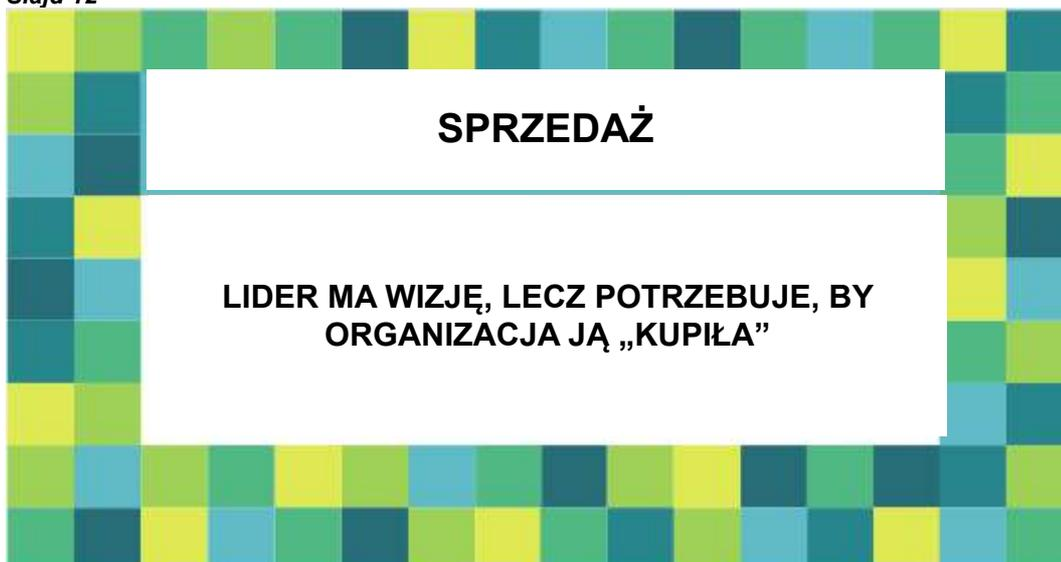 SPRZEDAŻ
LIDER MA WIZJĘ, LECZ POTRZEBUJE, BY
ORGANIZACJA JĄ „KUPIŁA”